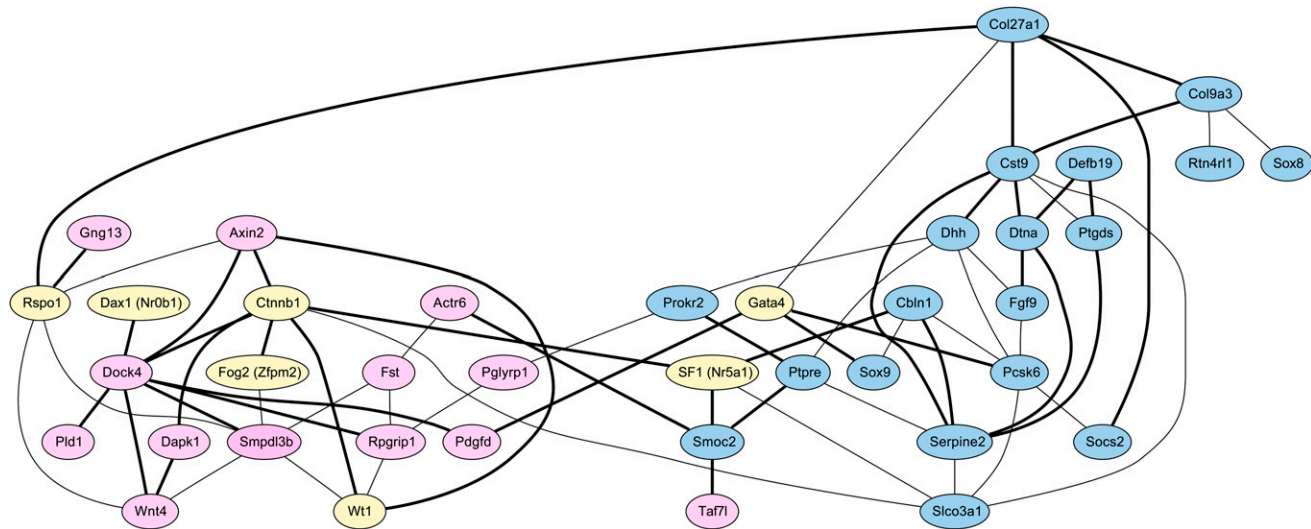 Col27a1
Col9a3
Cst9
Defb19
Rtn4rl1
Sox8
Gng13
Axin2
Dhh
Dtna
Ptgds
Rspo1
Dax1 (Nr0b1)
Ctnnb1
Actr6
Prokr2
Gata4
Cbln1
Fgf9
Dock4
Fog2 (Zfpm2)
Fst
Pglyrp1
SF1 (Nr5a1)
Ptpre
Sox9
Pcsk6
Pld1
Dapk1
Smpdl3b
Rpgrip1
Pdgfd
Smoc2
Serpine2
Socs2
Wnt4
Wt1
Taf7l
Slco3a1